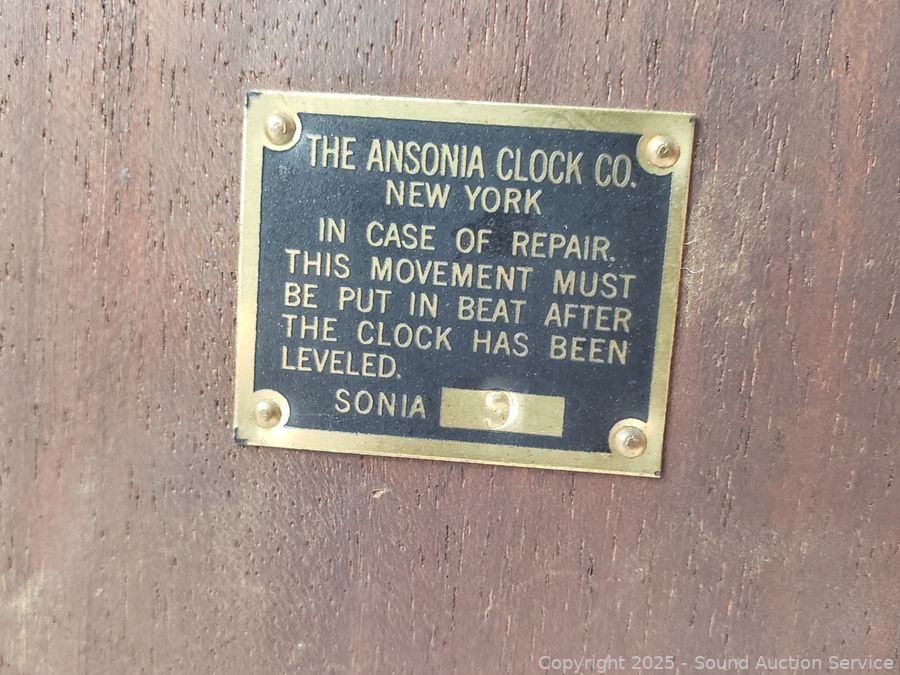 THE ANSONIA CLOCK CO.
NEW YORK
IN CASE OF REPAIR.
THIS MOVEMENT MUST
BE PUT IN BEAT AFTER
THE CLOCK HAS BEEN
LEVELED.
SONIA 9
Copyright 2025 - Sound Auction Service